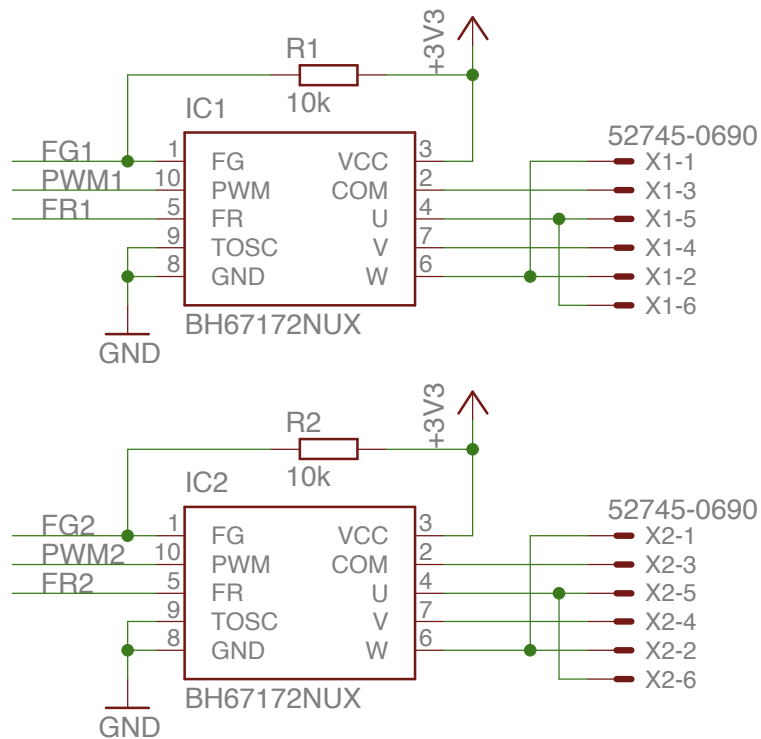 +3V3
R1
10k
IC1
52745-0690
FG1 1 FG VCC 3 X1-1
PWM1 10 PWM COM 2 X1-3
FR1 5 FR U 4 X1-5
9 TOSC V 7 X1-4
8 GND W 6 X1-2
X1-6
BH67172NUX
GND
+3V3
R2
10k
IC2
52745-0690
FG2 1 FG VCC 3 X2-1
PWM2 10 PWM COM 2 X2-3
FR2 5 FR U 4 X2-5
9 TOSC V 7 X2-4
8 GND W 6 X2-2
X2-6
BH67172NUX
GND